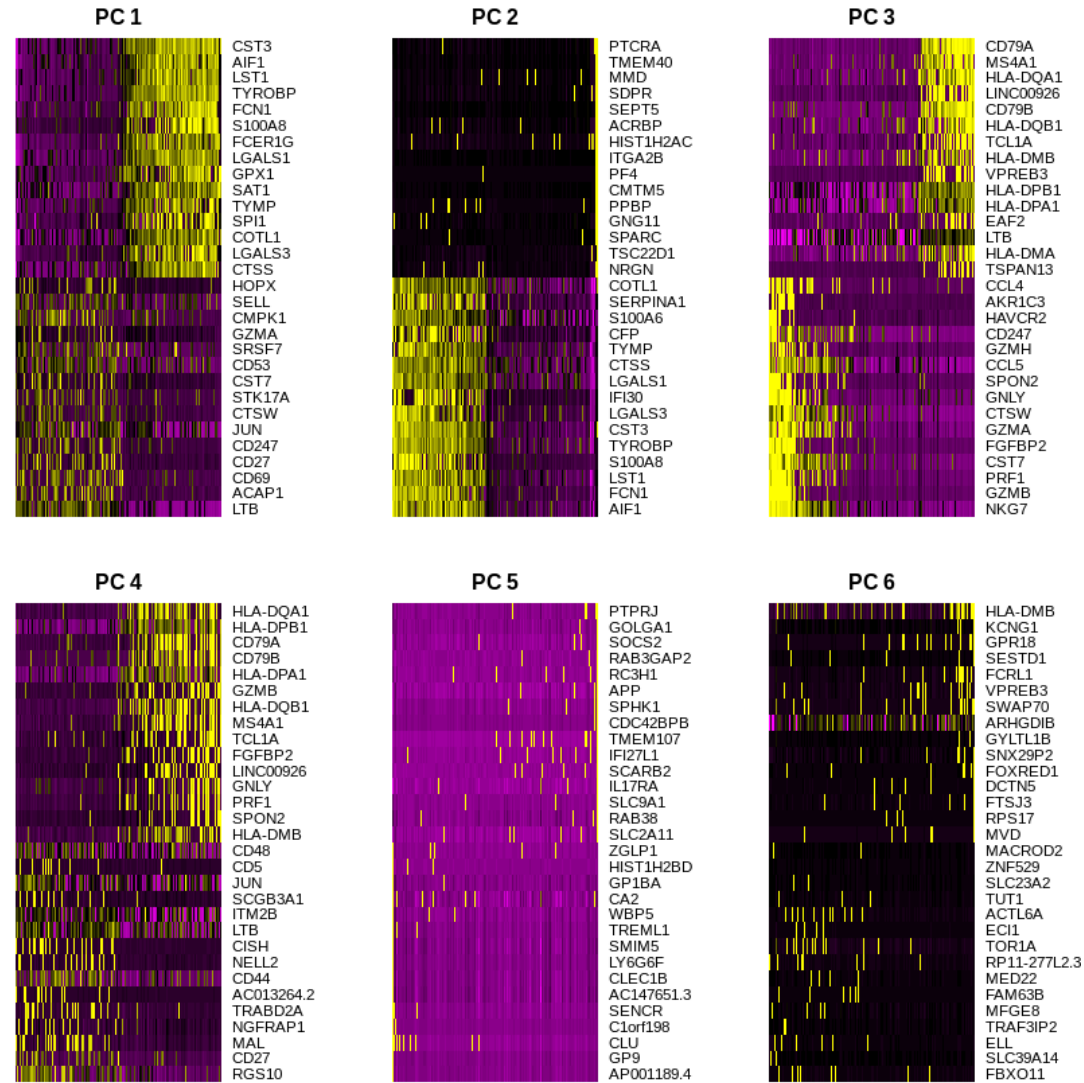 PC 1
CST3
AIF1
LST1
TYROBP
FCN1
S100A8
FCER1G
LGALS1
GPX1
SAT1
TYMP
SPI1
COTL1
LGALS3
CTSS
HOPX
SELL
CMPK1
GZMA
SRSF7
CD53
CST7
STK17A
CTSW
JUN
CD247
CD27
CD69
ACAP1
LTB
PC 2
PTCRA
TMEM40
MMD
SDPR
SEPT5
ACRBP
HIST1H2AC
ITGA2B
PF4
CMTM5
PPBP
GNG11
SPARC
TSC22D1
NRGN
COTL1
SERPINA1
S100A6
CFP
TYMP
CTSS
LGALS1
IFI30
LGALS3
CST3
TYROBP
S100A8
LST1
FCN1
AIF1
PC 3
CD79A
MS4A1
HLA-DQA1
LINC00926
CD79B
HLA-DQB1
TCL1A
HLA-DMB
VPREB3
HLA-DPB1
HLA-DPA1
EAF2
LTB
HLA-DMA
TSPAN13
CCL4
AKR1C3
HAVCR2
CD247
GZMH
CCL5
SPON2
GNLY
CTSW
GZMA
FGFBP2
CST7
PRF1
GZMB
NKG7
PC 4
HLA-DQA1
HLA-DPB1
CD79A
CD79B
HLA-DPA1
GZMB
HLA-DQB1
MS4A1
TCL1A
FGFBP2
LINC00926
GNLY
PRF1
SPON2
HLA-DMB
CD48
CD5
JUN
SCGB3A1
ITM2B
LTB
CISH
NELL2
CD44
AC013264.2
TRABD2A
NGFRAP1
MAL
CD27
RGS10
PC 5
PTPRJ
GOLGA1
SOCS2
RAB3GAP2
RC3H1
APP
SPHK1
CDC42BPB
TMEM107
IFI27L1
SCARB2
IL17RA
SLC9A1
RAB38
SLC2A11
ZGLP1
HIST1H2BD
GP1BA
CA2
WBP5
TREML1
SMIM5
LY6G6F
CLEC1B
AC147651.3
SENCR
C1orf198
CLU
GP9
AP001189.4
PC 6
HLA-DMB
KCNG1
GPR18
SESTD1
FCRL1
VPREB3
SWAP70
ARHGDIB
GYLTL1B
SNX29P2
FOXRED1
DCTN5
FTSJ3
RPS17
MVD
MACROD2
ZNF529
SLC23A2
TUT1
ACTL6A
ECI1
TOR1A
RP11-277L2.3
MED22
FAM63B
MFGE8
TRAF3IP2
ELL
SLC39A14
FBXO11